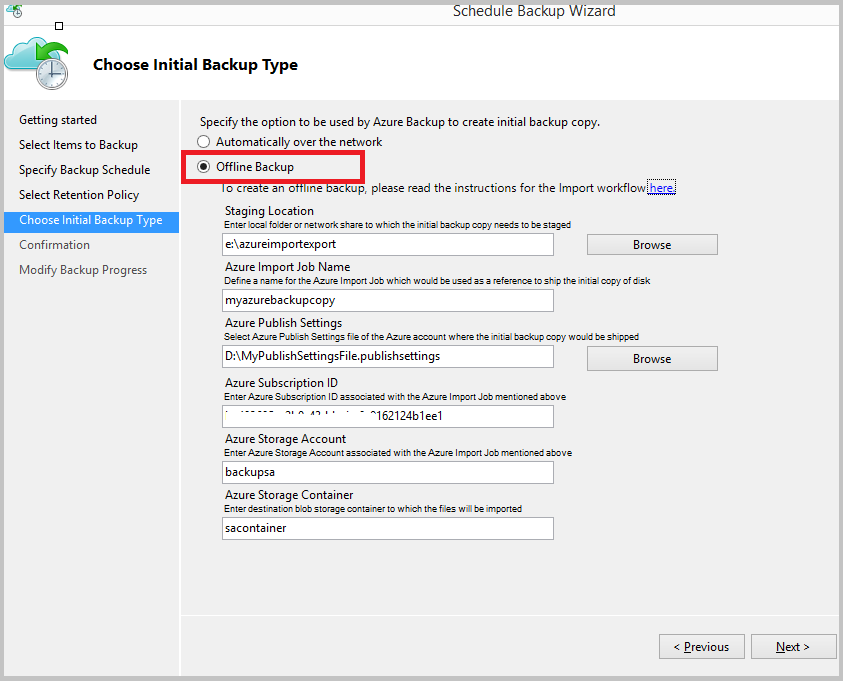 Schedule Backup Wizard
Choose Initial Backup Type
Getting started
Select Items to Backup
Specify Backup Schedule
Select Retention Policy
Choose Initial Backup Type
Confirmation
Modify Backup Progress
Specify the option to be used by Azure Backup to create initial backup copy.
Automatically over the network
Offline Backup
To create an offline backup, please read the instructions for the Import workflow here.
Staging Location
Enter local folder or network share to which the initial backup copy needs to be staged
e:\azureimportexport
Browse
Azure Import Job Name
Define a name for the Azure Import Job which would be used as a reference to ship the initial copy of disk
myazurebackupcopy
Azure Publish Settings
Select Azure Publish Settings file of the Azure account where the initial backup copy would be shipped
D:\MyPublishSettingsFile.publishsettings
Browse
Azure Subscription ID
Enter Azure Subscription ID associated with the Azure Import Job mentioned above
0162124b1ee1
Azure Storage Account
Enter Azure Storage Account associated with the Azure Import Job mentioned above
backupsa
Azure Storage Container
Enter destination blob storage container to which the files will be imported
sacontainer
< Previous
Next >